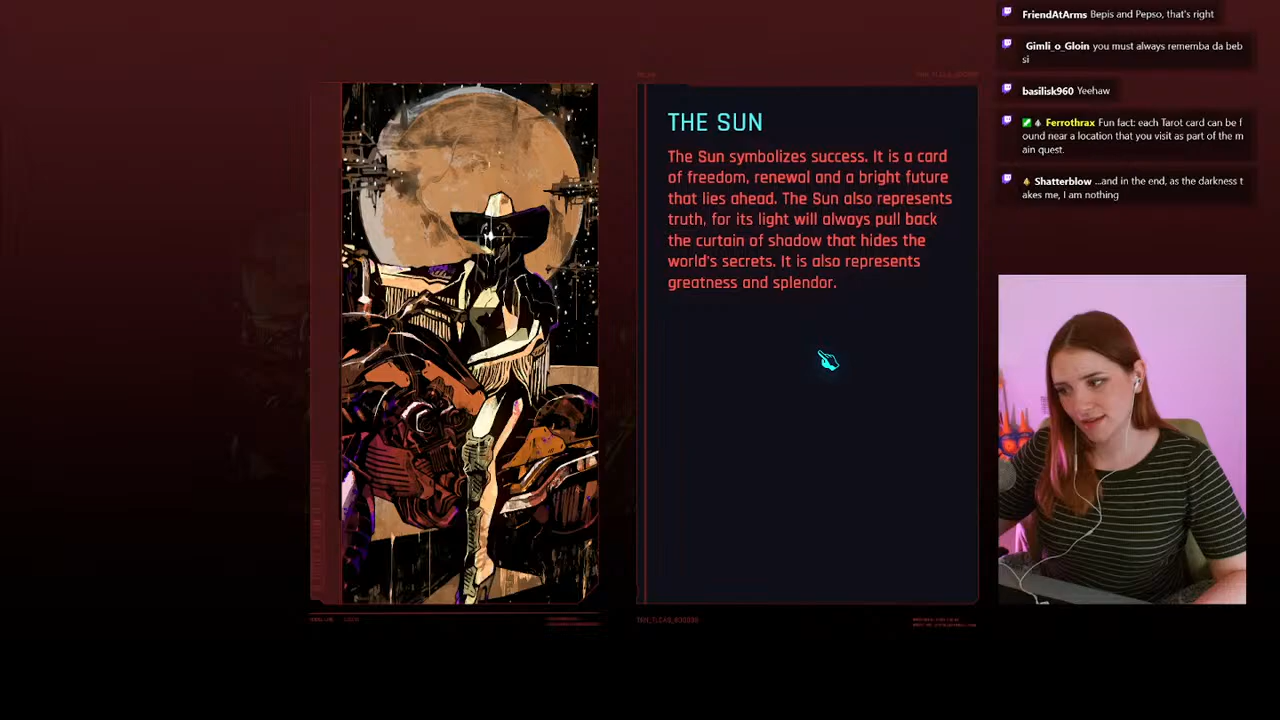 THE SUN
The Sun symbolizes success. It is a card
of freedom, renewal and a bright future
that lies ahead. The Sun also represents
truth, for its light will always pull back
the curtain of shadow that hides the
world's secrets. It is also represents
greatness and splendor.
FriendAtArms Bepis and Pepso, that's right
Gimli_o_Gloin you must always rememba da beb
si
basilisk960 Yeehaw
Ferrothrax Fun fact: each Tarot card can be f
ound near a location that you visit as part of the m
ain quest.
Shatterblow ...and in the end, as the darkness t
akes me, I am nothing